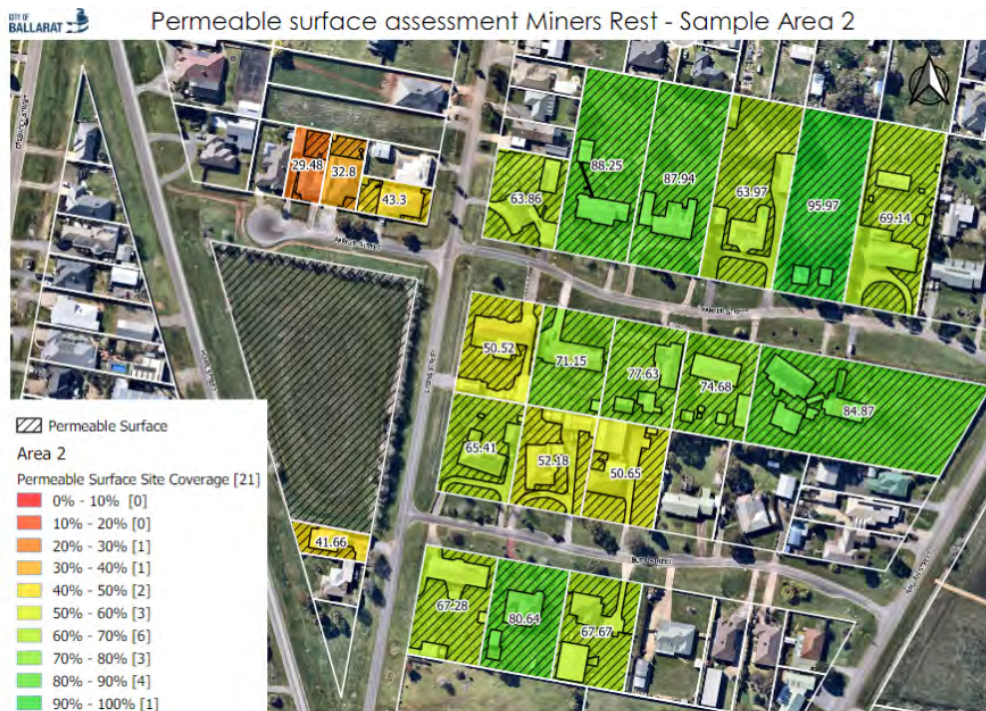 CITY OF
BALLARAT
Permeable surface assessment Miners Rest - Sample Area 2
29.48
32.8
43.3
63.86
88.25
87.94
63.97
95.97
69.14
PARKER STREET
PARKER STREET
50.52
71.15
77.63
74.68
84.87
65.41
52.18
50.65
41.66
67.28
80.64
67.67
Permeable Surface
Area 2
Permeable Surface Site Coverage [21]
0% - 10% [0]
10% - 20% [0]
20% - 30% [1]
30% - 40% [1]
40% - 50% [2]
50% - 60% [3]
60% - 70% [6]
70% - 80% [3]
80% - 90% [4]
90% - 100% [1]